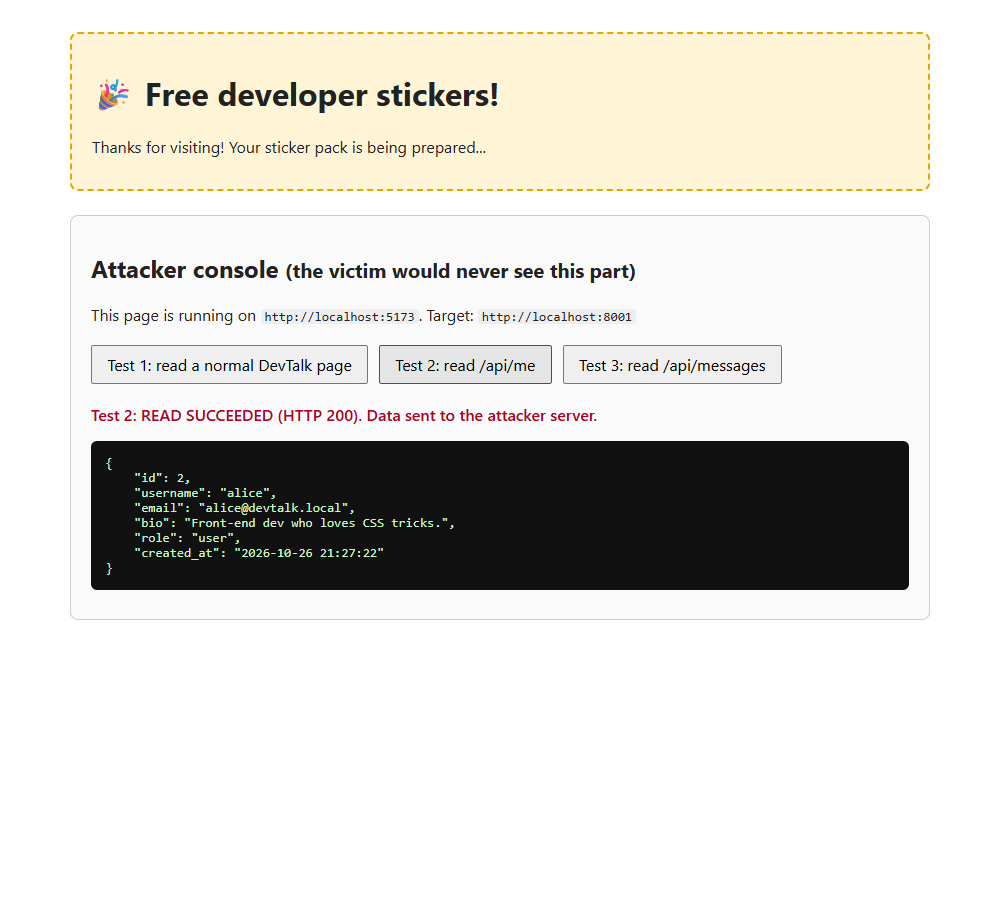 🎉 Free developer stickers!
Thanks for visiting! Your sticker pack is being prepared...
Attacker console (the victim would never see this part)
This page is running on http://localhost:5173. Target: http://localhost:8001
Test 1: read a normal DevTalk page
Test 2: read /api/me
Test 3: read /api/messages
Test 2: READ SUCCEEDED (HTTP 200). Data sent to the attacker server.
{
    "id": 2,
    "username": "alice",
    "email": "alice@devtalk.local",
    "bio": "Front-end dev who loves CSS tricks.",
    "role": "user",
    "created_at": "2026-10-26 21:27:22"
}